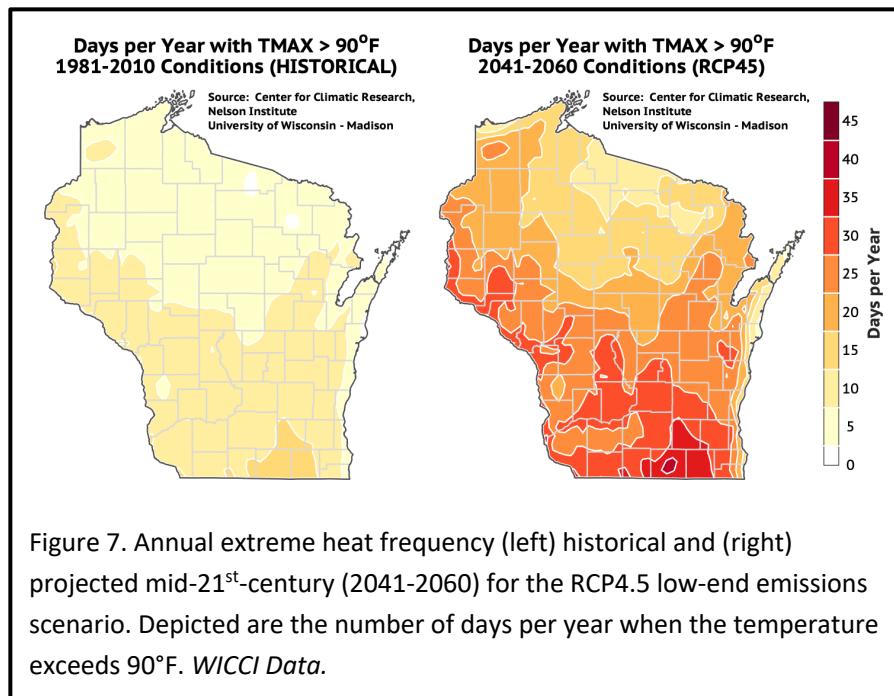 Days per Year with TMAX > 90°F
1981-2010 Conditions (HISTORICAL)
Source: Center for Climatic Research,
Nelson Institute
University of Wisconsin - Madison
Days per Year with TMAX > 90°F
2041-2060 Conditions (RCP45)
Source: Center for Climatic Research,
Nelson Institute
University of Wisconsin - Madison
45
40
35
30
25
20
15
10
5
0
Days per Year
Figure 7. Annual extreme heat frequency (left) historical and (right)
projected mid-21st-century (2041-2060) for the RCP4.5 low-end emissions
scenario. Depicted are the number of days per year when the temperature
exceeds 90°F. WICCI Data.